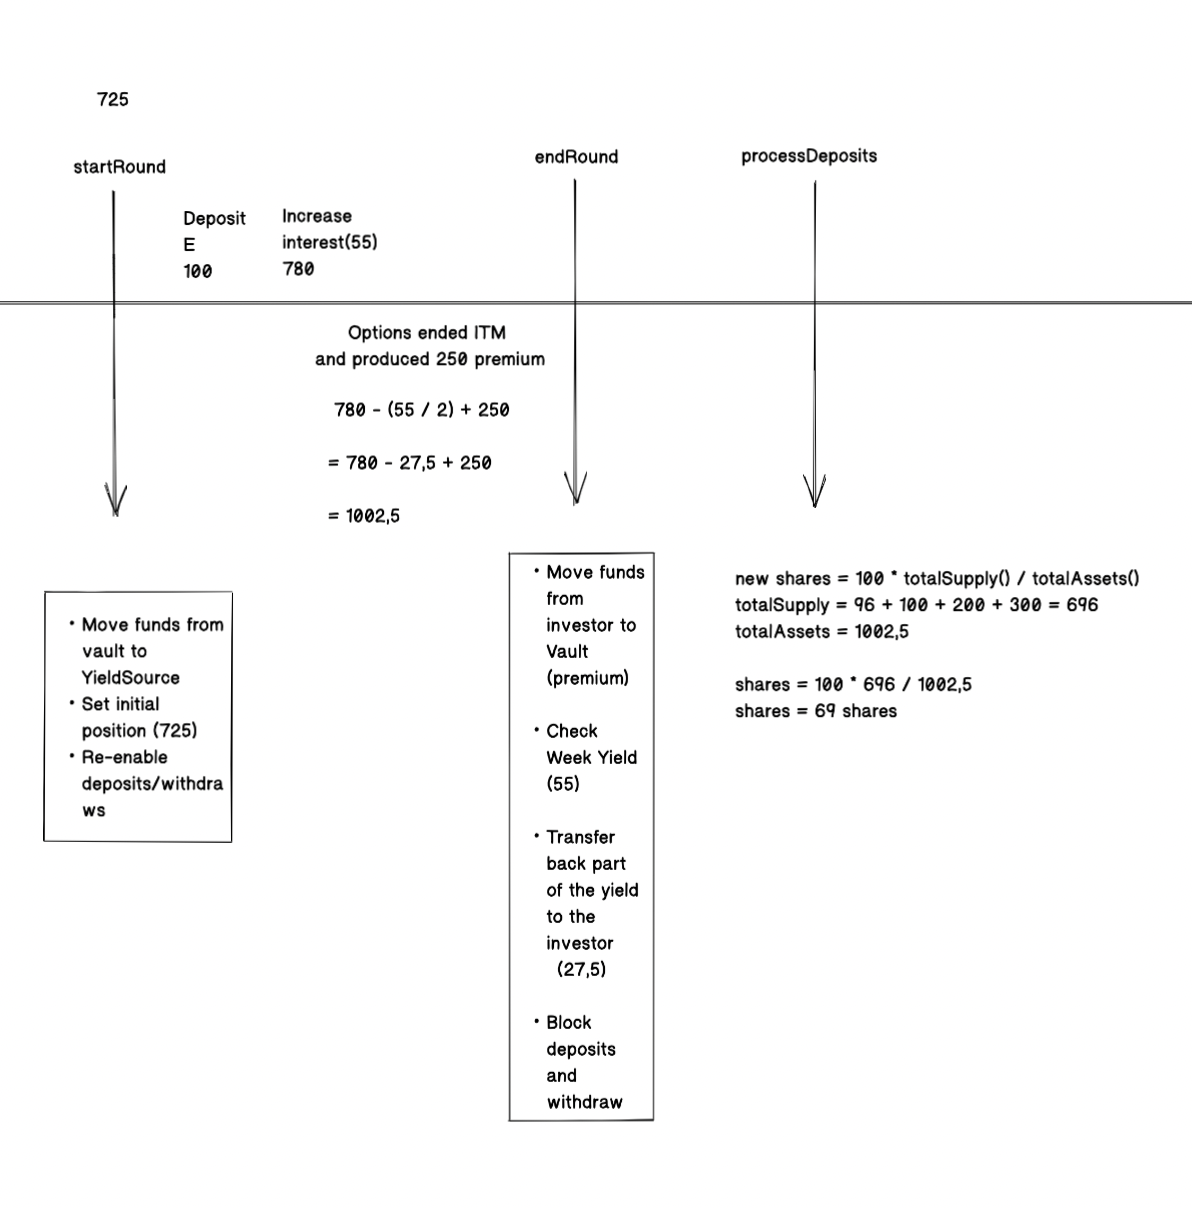 725
startRound
endRound
processDeposits
Deposit
E
100
Increase
interest(55)
780
Options ended ITM
and produced 250 premium
780 - (55 / 2) + 250
= 780 - 27,5 + 250
= 1002,5
• Move funds from
vault to
YieldSource
• Set initial
position (725)
• Re-enable
deposits/withdra
ws
• Move funds
from
investor to
Vault
(premium)
• Check
Week Yield
(55)
• Transfer
back part
of the yield
to the
investor
(27,5)
• Block
deposits
and
withdraw
new shares = 100 * totalSupply() / totalAssets()
totalSupply = 96 + 100 + 200 + 300 = 696
totalAssets = 1002,5
shares = 100 * 696 / 1002,5
shares = 69 shares